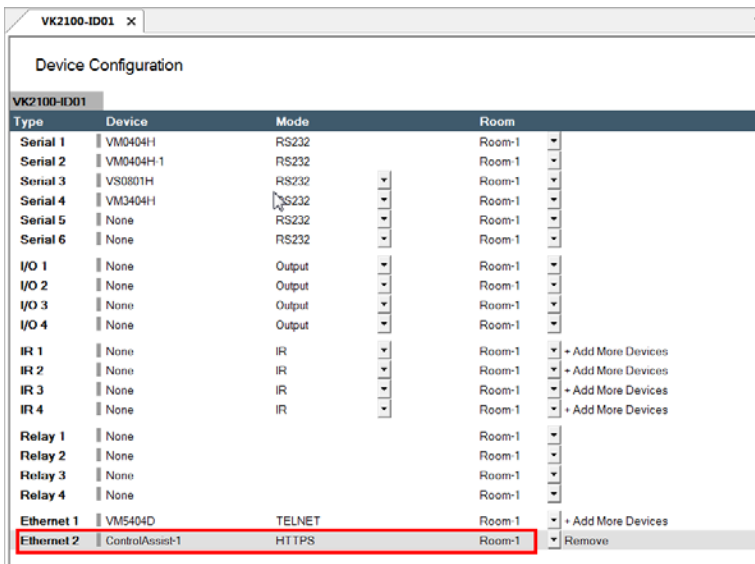 VK2100-ID01 ×
Device Configuration
VK2100-ID01
Type Device Mode Room
Serial 1 VM0404H RS232 Room-1
Serial 2 VM0404H-1 RS232 Room-1
Serial 3 VS0801H RS232 Room-1
Serial 4 VM3404H RS232 Room-1
Serial 5 None RS232 Room-1
Serial 6 None RS232 Room-1
I/O 1 None Output Room-1
I/O 2 None Output Room-1
I/O 3 None Output Room-1
I/O 4 None Output Room-1
IR 1 None IR Room-1 + Add More Devices
IR 2 None IR Room-1 + Add More Devices
IR 3 None IR Room-1 + Add More Devices
IR 4 None IR Room-1 + Add More Devices
Relay 1 None Room-1
Relay 2 None Room-1
Relay 3 None Room-1
Relay 4 None Room-1
Ethernet 1 VM5404D TELNET Room-1 + Add More Devices
Ethernet 2 ControlAssist-1 HTTPS Room-1 Remove